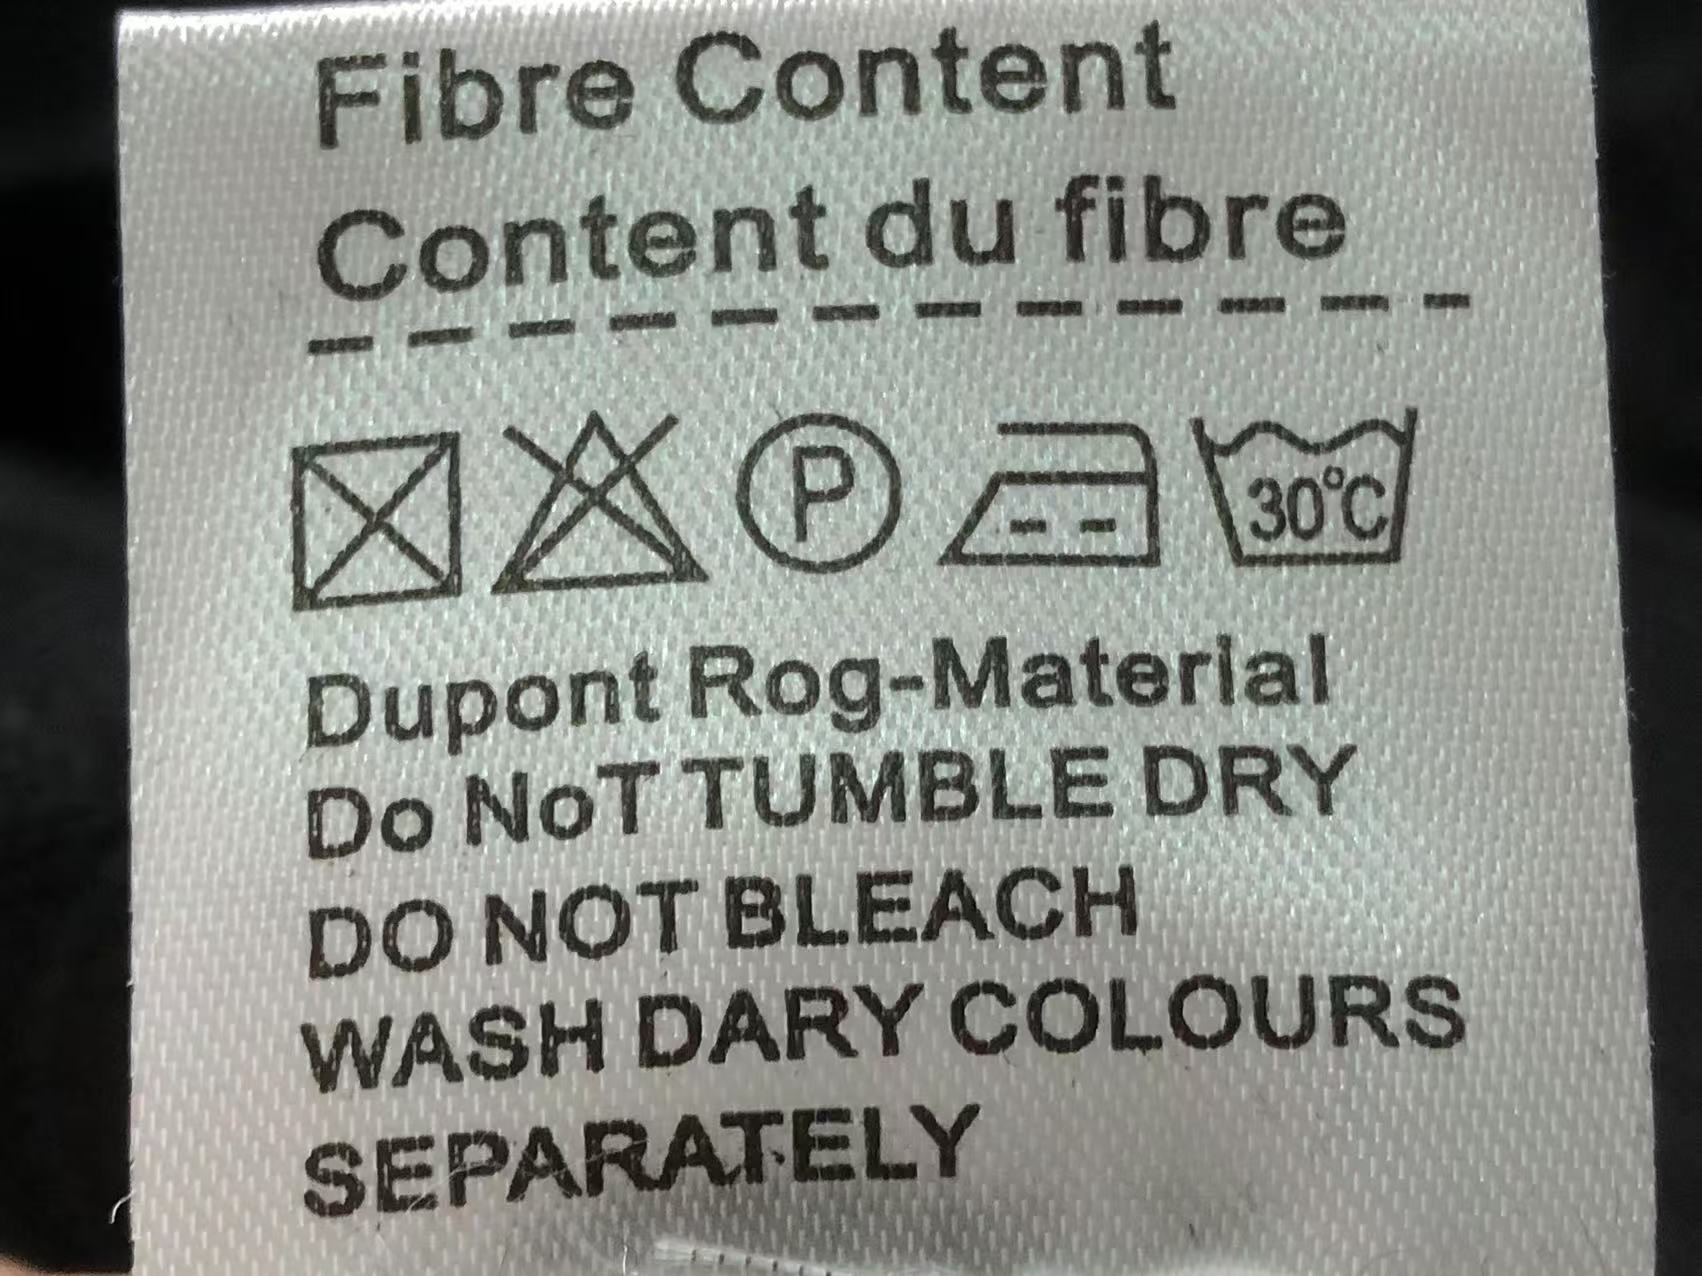 Fibre Content
Content du fibre
P 30°C
Dupont Rog-Material
Do NoT TUMBLE DRY
DO NOT BLEACH
WASH DARY COLOURS
SEPARATELY